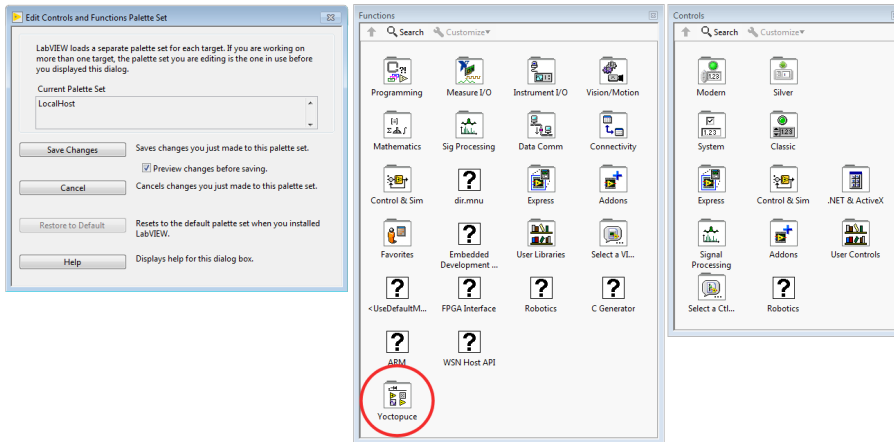 Edit Controls and Functions Palette Set
LabVIEW loads a separate palette set for each target. If you are working on
more than one target, the palette set you are editing is the one in use before
you displayed this dialog.
Current Palette Set
LocalHost
Save Changes
Saves changes you just made to this palette set.
Preview changes before saving.
Cancel
Cancels changes you just made to this palette set.
Restore to Default
Resets to the default palette set when you installed
LabVIEW.
Help
Displays help for this dialog box.
Functions
Search
Customize
Programming
Measure I/O
Instrument I/O
Vision/Motion
Mathematics
Sig Processing
Data Comm
Connectivity
Control & Sim
dir.mnu
Express
Addons
Favorites
Embedded
Development ...
User Libraries
Select a VI...
<UseDefaultM...
FPGA Interface
Robotics
C Generator
ARM
WSN Host API
Yoctopuce
Controls
Search
Customize
Modern
Silver
System
Classic
Express
Control & Sim
.NET & ActiveX
Signal
Processing
Addons
User Controls
Select a Ctl...
Robotics